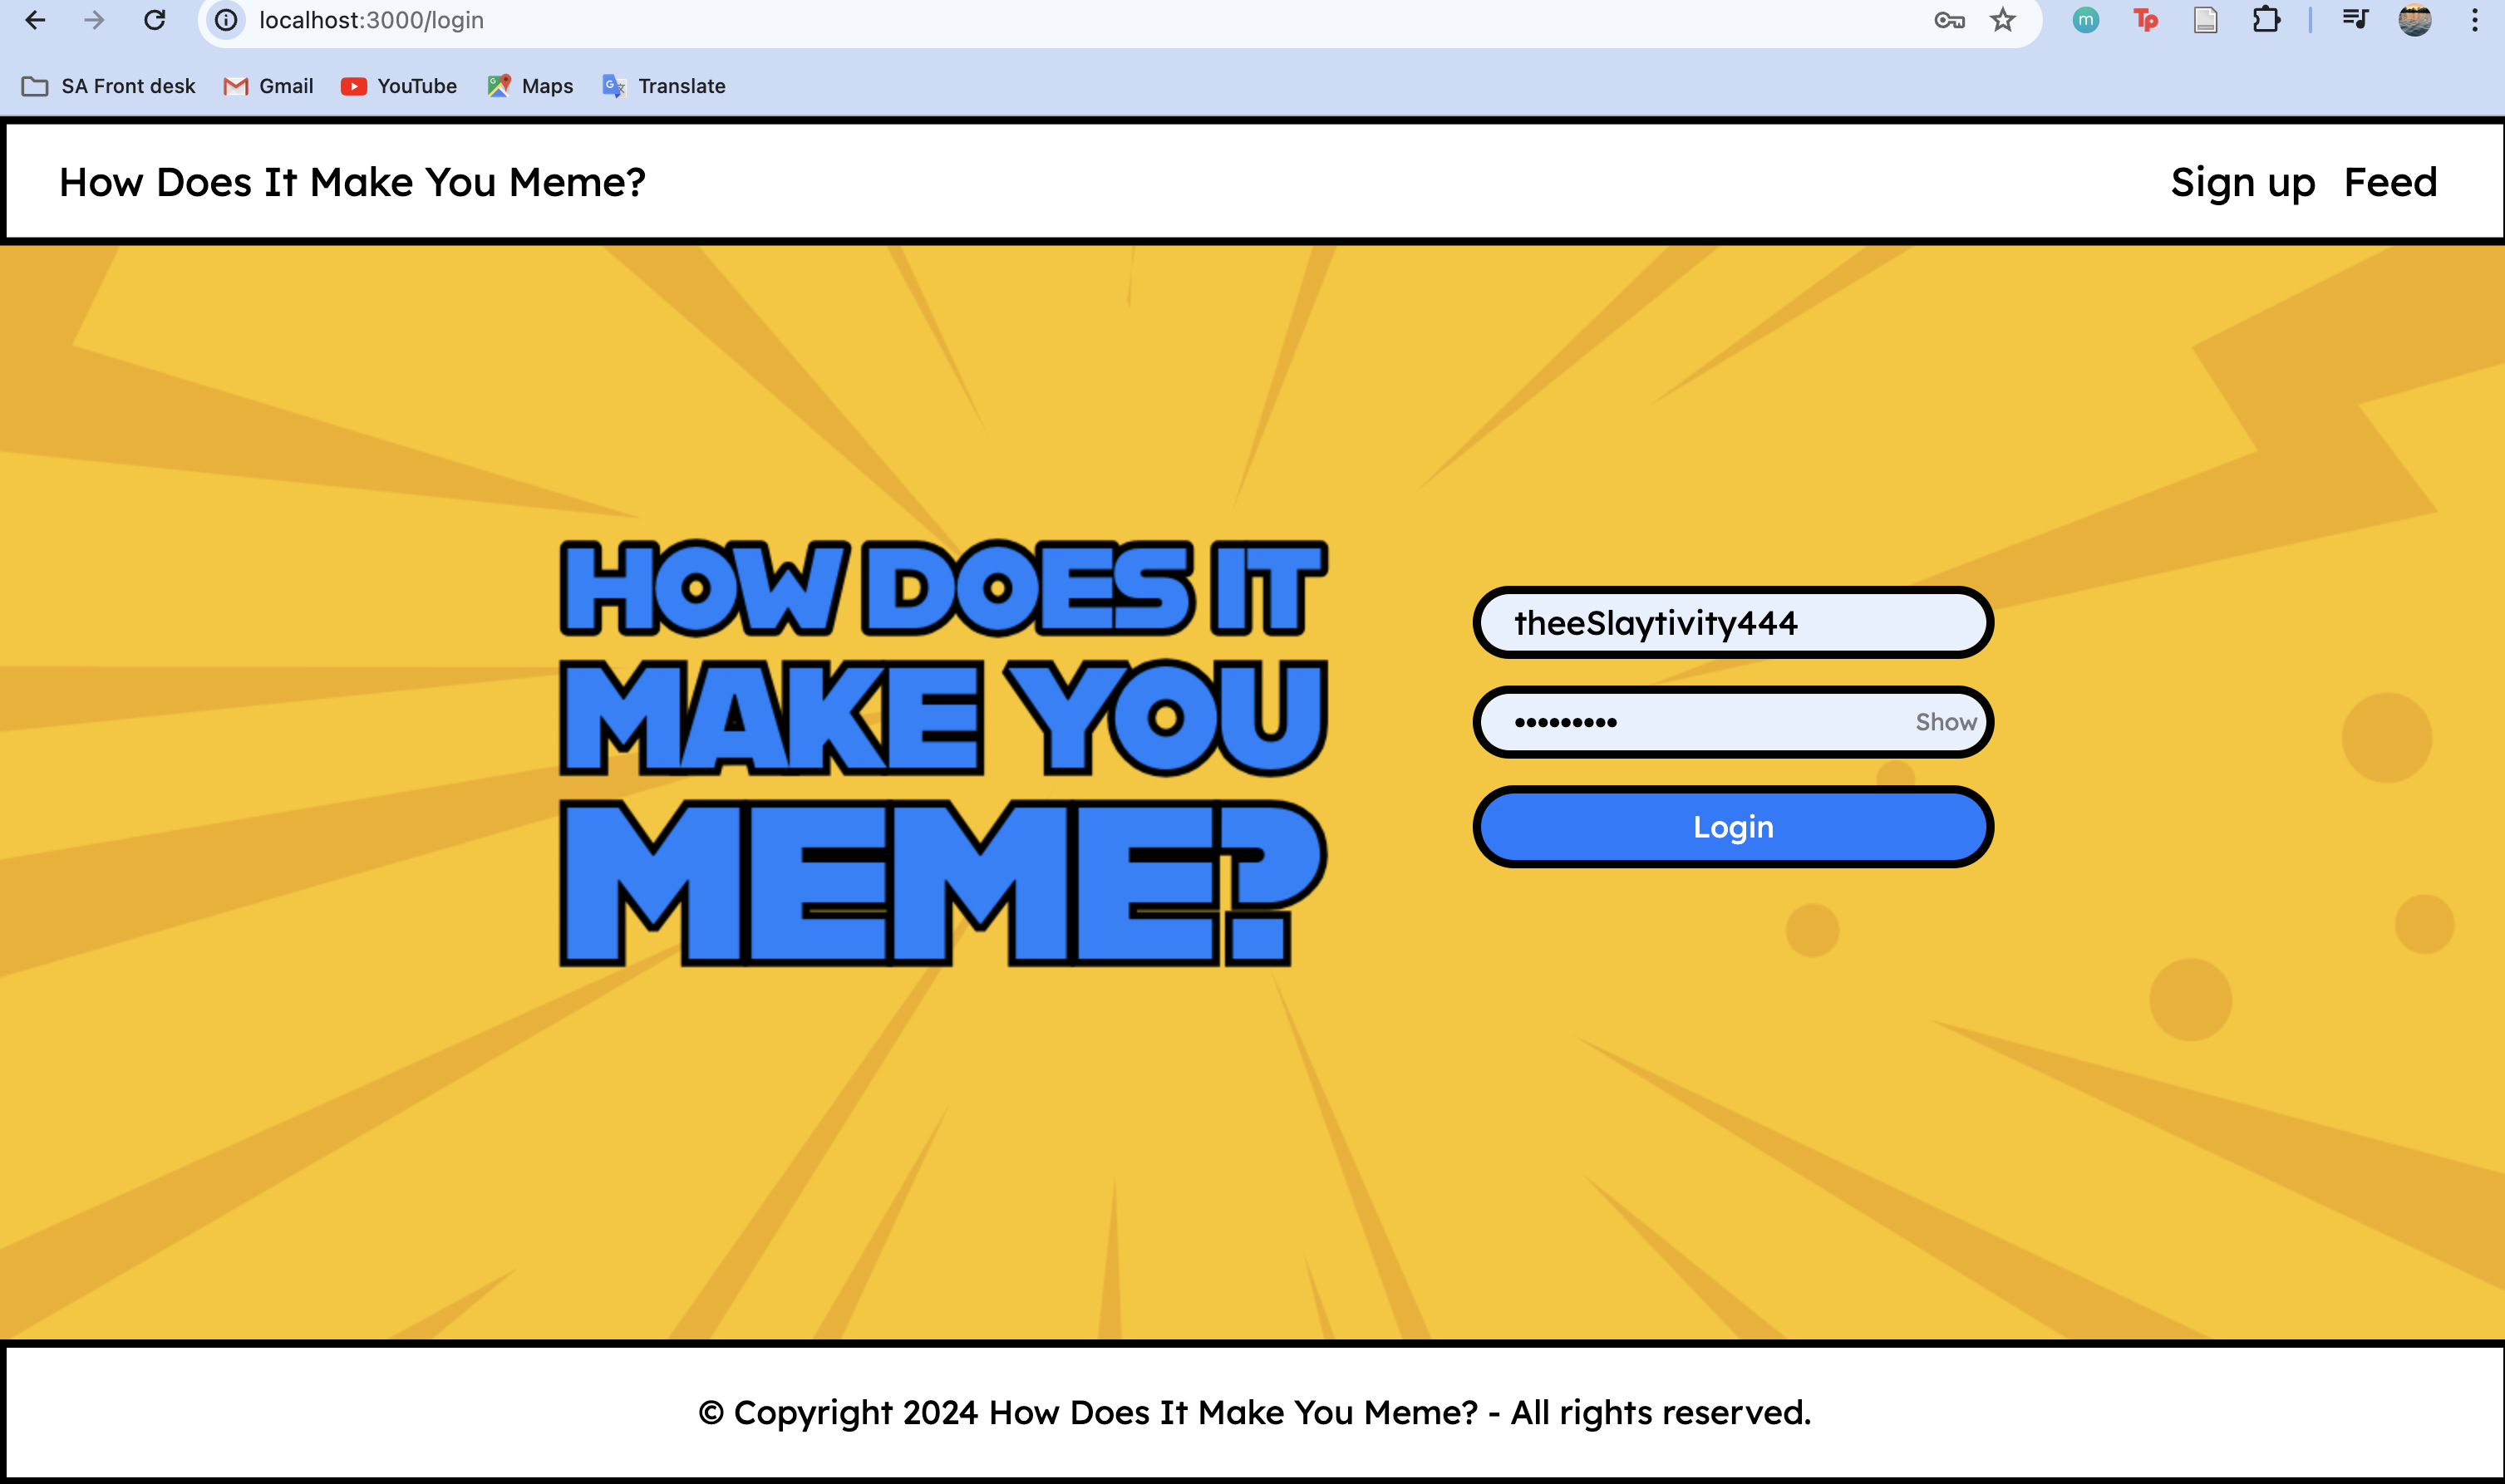 localhost:3000/login
m
Tp
SA Front desk Gmail YouTube Maps Translate
How Does It Make You Meme? Sign up Feed
HOW DOES IT
MAKE YOU
MEME?
theeSlaytivity444
••••••••• Show
Login
© Copyright 2024 How Does It Make You Meme? - All rights reserved.